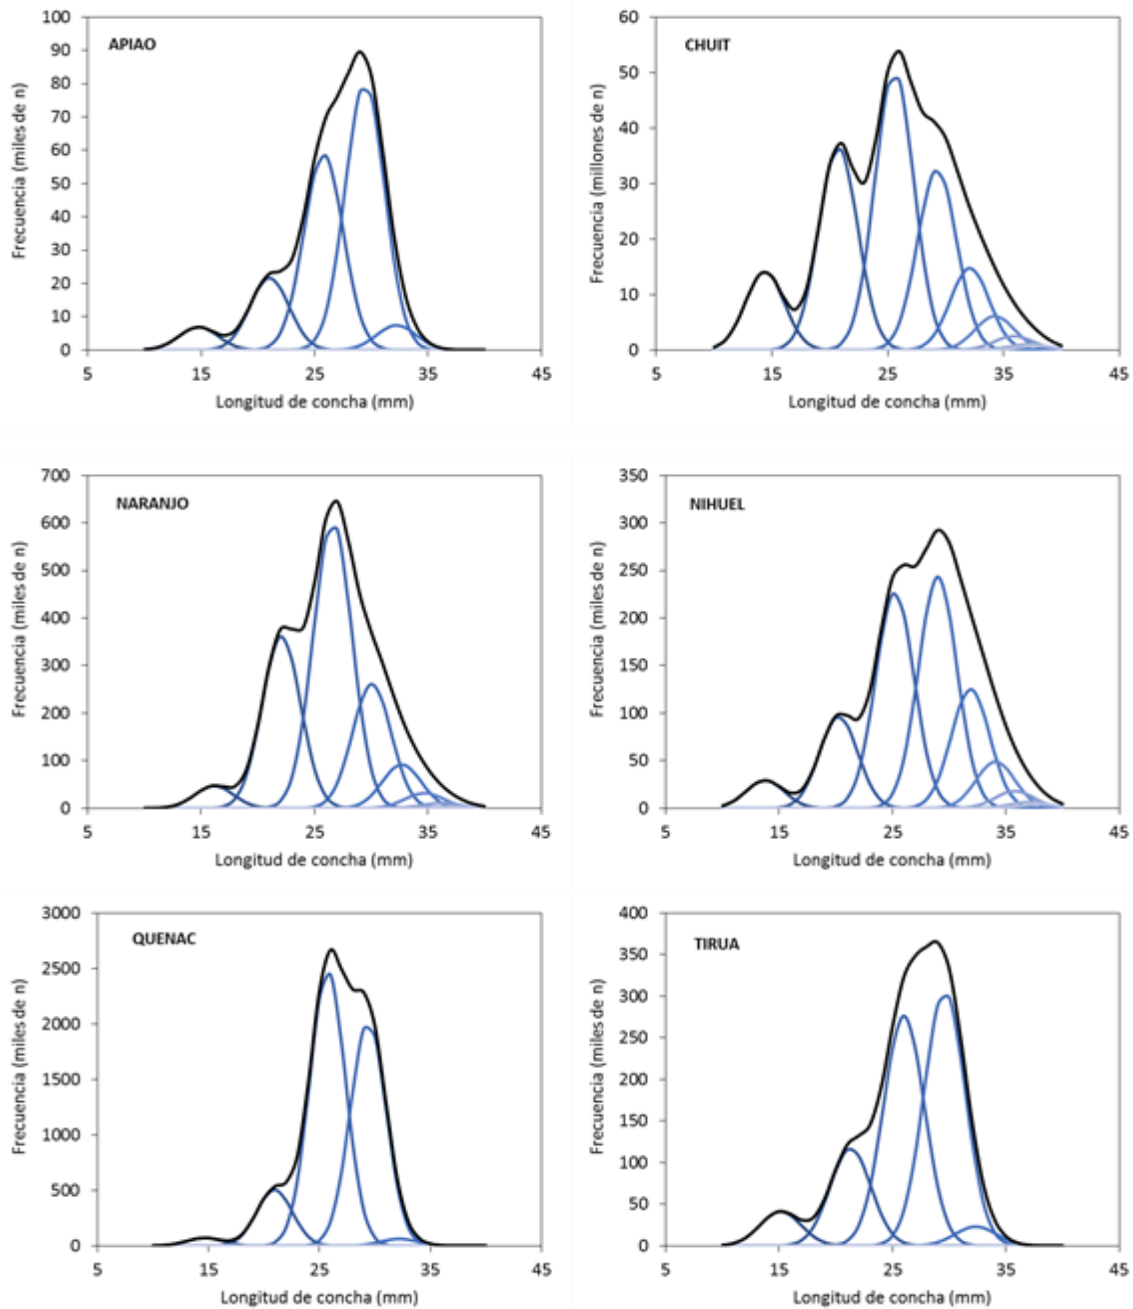 APIAO
Frecuencia (miles de n)
100
90
80
70
60
50
40
30
20
10
0
5 15 25 35 45
Longitud de concha (mm)
CHUIT
Frecuencia (millones de n)
60
50
40
30
20
10
0
5 15 25 35 45
Longitud de concha (mm)
NARANJO
Frecuencia (miles de n)
700
600
500
400
300
200
100
0
5 15 25 35 45
Longitud de concha (mm)
NIHUEL
Frecuencia (miles de n)
350
300
250
200
150
100
50
0
5 15 25 35 45
Longitud de concha (mm)
QUENAC
Frecuencia (miles de n)
3000
2500
2000
1500
1000
500
0
5 15 25 35 45
Longitud de concha (mm)
TIRUA
Frecuencia (miles de n)
400
350
300
250
200
150
100
50
0
5 15 25 35 45
Longitud de concha (mm)